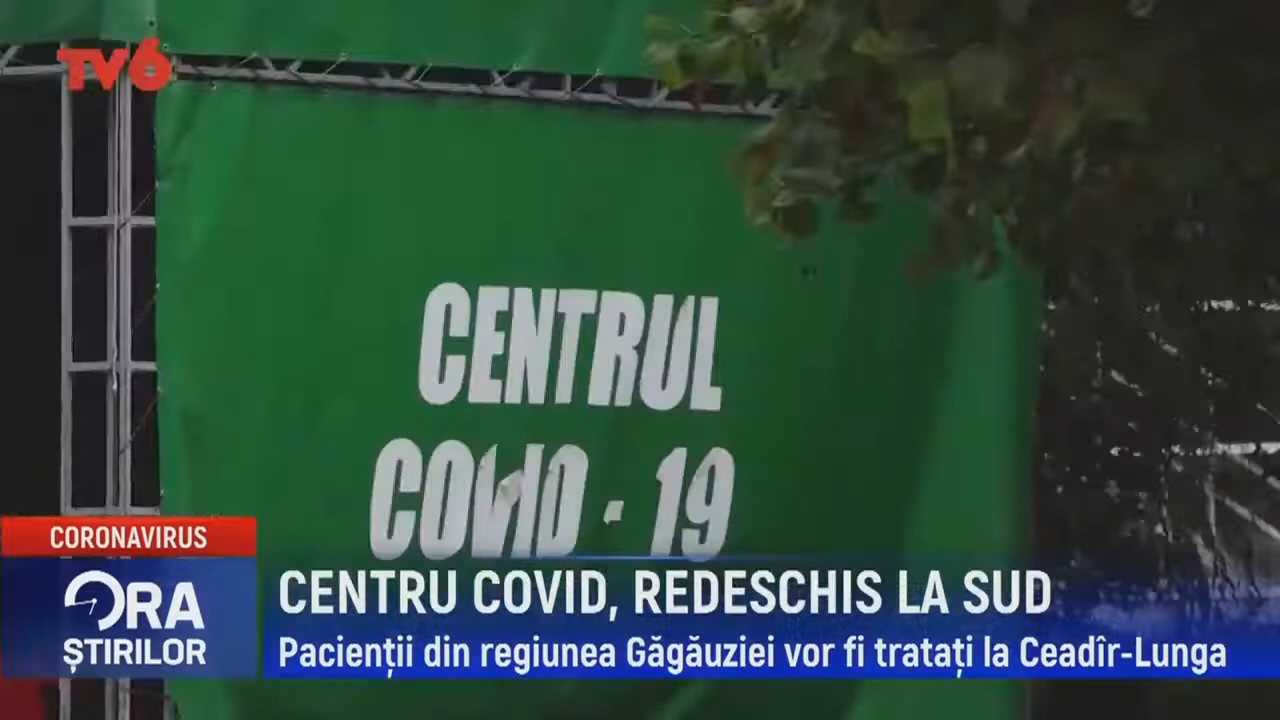 TV6
CENTRUL
COVID - 19
CORONAVIRUS
ORA
ȘTIRILOR
CENTRU COVID, REDESCHIS LA SUD
Pacienții din regiunea Găgăuziei vor fi tratați la Ceadîr-Lunga